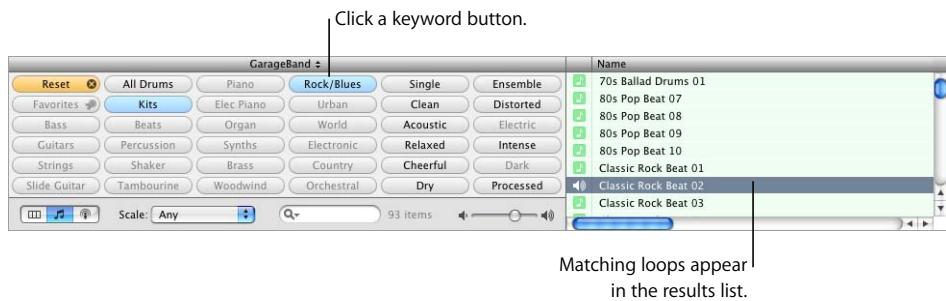 Click a keyword button.
GarageBand
Name
Reset All Drums Piano Rock/Blues Single Ensemble
Favorites Kits Elec Piano Urban Clean Distorted
Bass Beats Organ World Acoustic Electric
Guitars Percussion Synths Electronic Relaxed Intense
Strings Shaker Brass Country Cheerful Dark
Slide Guitar Tambourine Woodwind Orchestral Dry Processed
Scale: Any 93 items
70s Ballad Drums 01
80s Pop Beat 07
80s Pop Beat 08
80s Pop Beat 09
80s Pop Beat 10
Classic Rock Beat 01
Classic Rock Beat 02
Classic Rock Beat 03
Matching loops appear
in the results list.